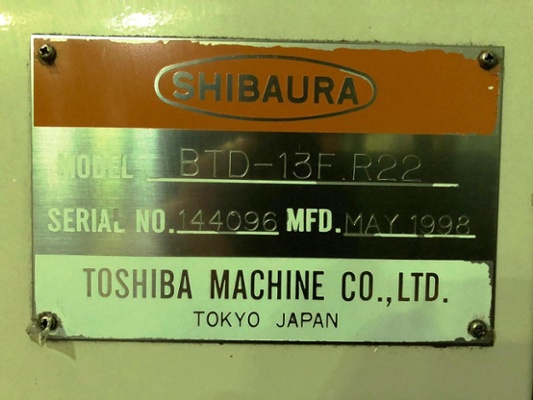 SHIBAURA
MODEL BTD-13F.R22
SERIAL NO. 144096 MFD. MAY 1998
TOSHIBA MACHINE CO.,LTD.
TOKYO JAPAN